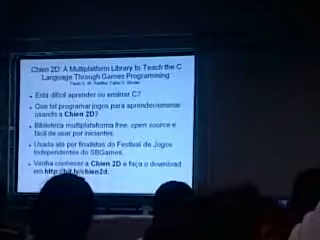 Chien 2D: A Multiplatform Library to Teach the C
Language Through Games Programming
• Está difícil aprender ou ensinar C?
• Que tal programar jogos para aprender/ensinar
usando a Chien 2D?
• Biblioteca multiplataforma free, open source e
fácil de usar por iniciantes.
• Usada até por finalistas do Festival de Jogos
Independentes do SBGames.
• Venha conhecer a Chien 2D e faça o download
em http://bit.ly/chien2d.